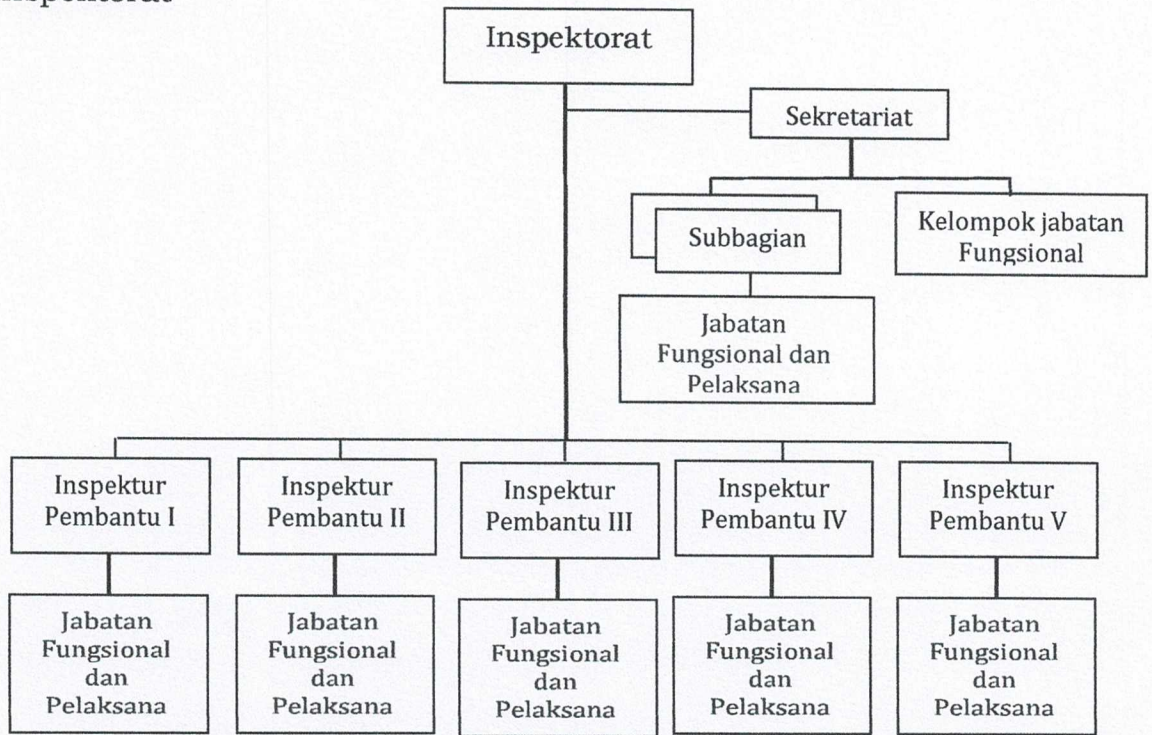 Inspektorat
Sekretariat
Subbagian
Kelompok jabatan
Fungsional
Jabatan
Fungsional dan
Pelaksana
Inspektur
Pembantu I
Inspektur
Pembantu II
Inspektur
Pembantu III
Inspektur
Pembantu IV
Inspektur
Pembantu V
Jabatan
Fungsional
dan
Pelaksana
Jabatan
Fungsional
dan
Pelaksana
Jabatan
Fungsional
dan
Pelaksana
Jabatan
Fungsional
dan
Pelaksana
Jabatan
Fungsional
dan
Pelaksana